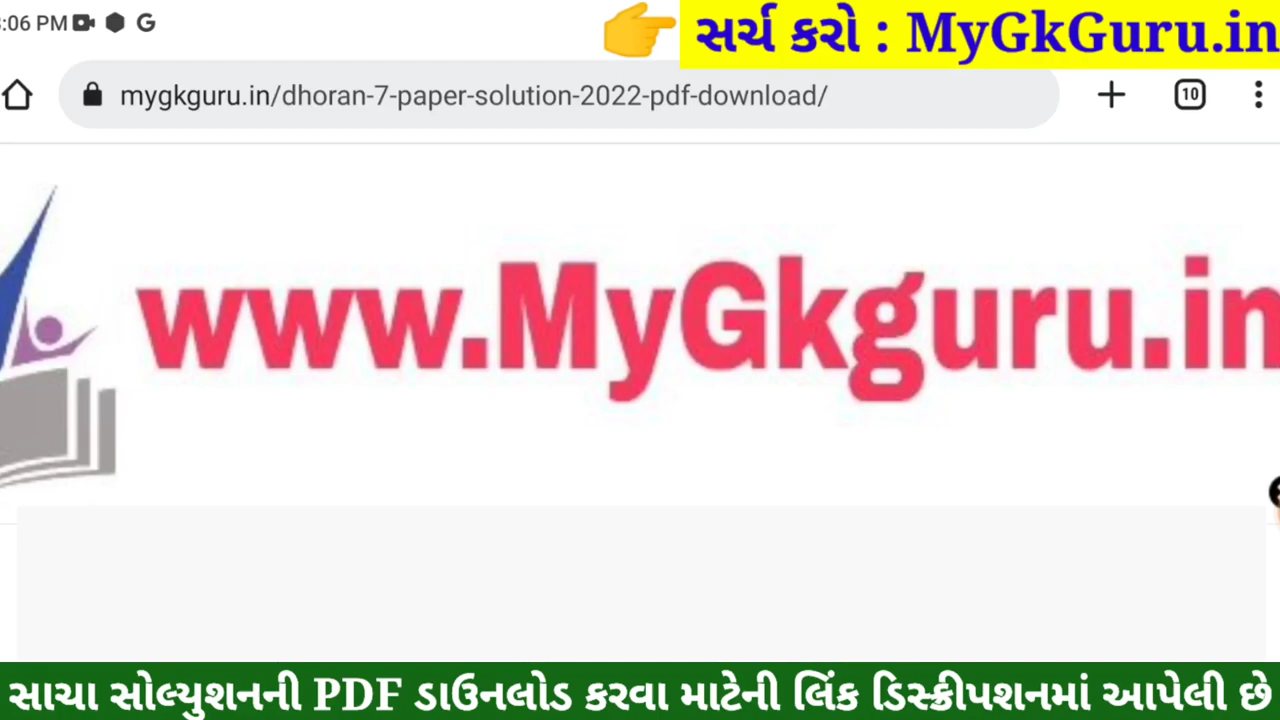 :06 PM
સર્ચ કરો : MyGkGuru.in
mygkguru.in/dhoran-7-paper-solution-2022-pdf-download/
10
www.MyGkguru.in
સાચા સોલ્યુશનની PDF ડાઉનલોડ કરવા માટેની લિંક ડિસ્ક્રીપશનમાં આપેલી છે